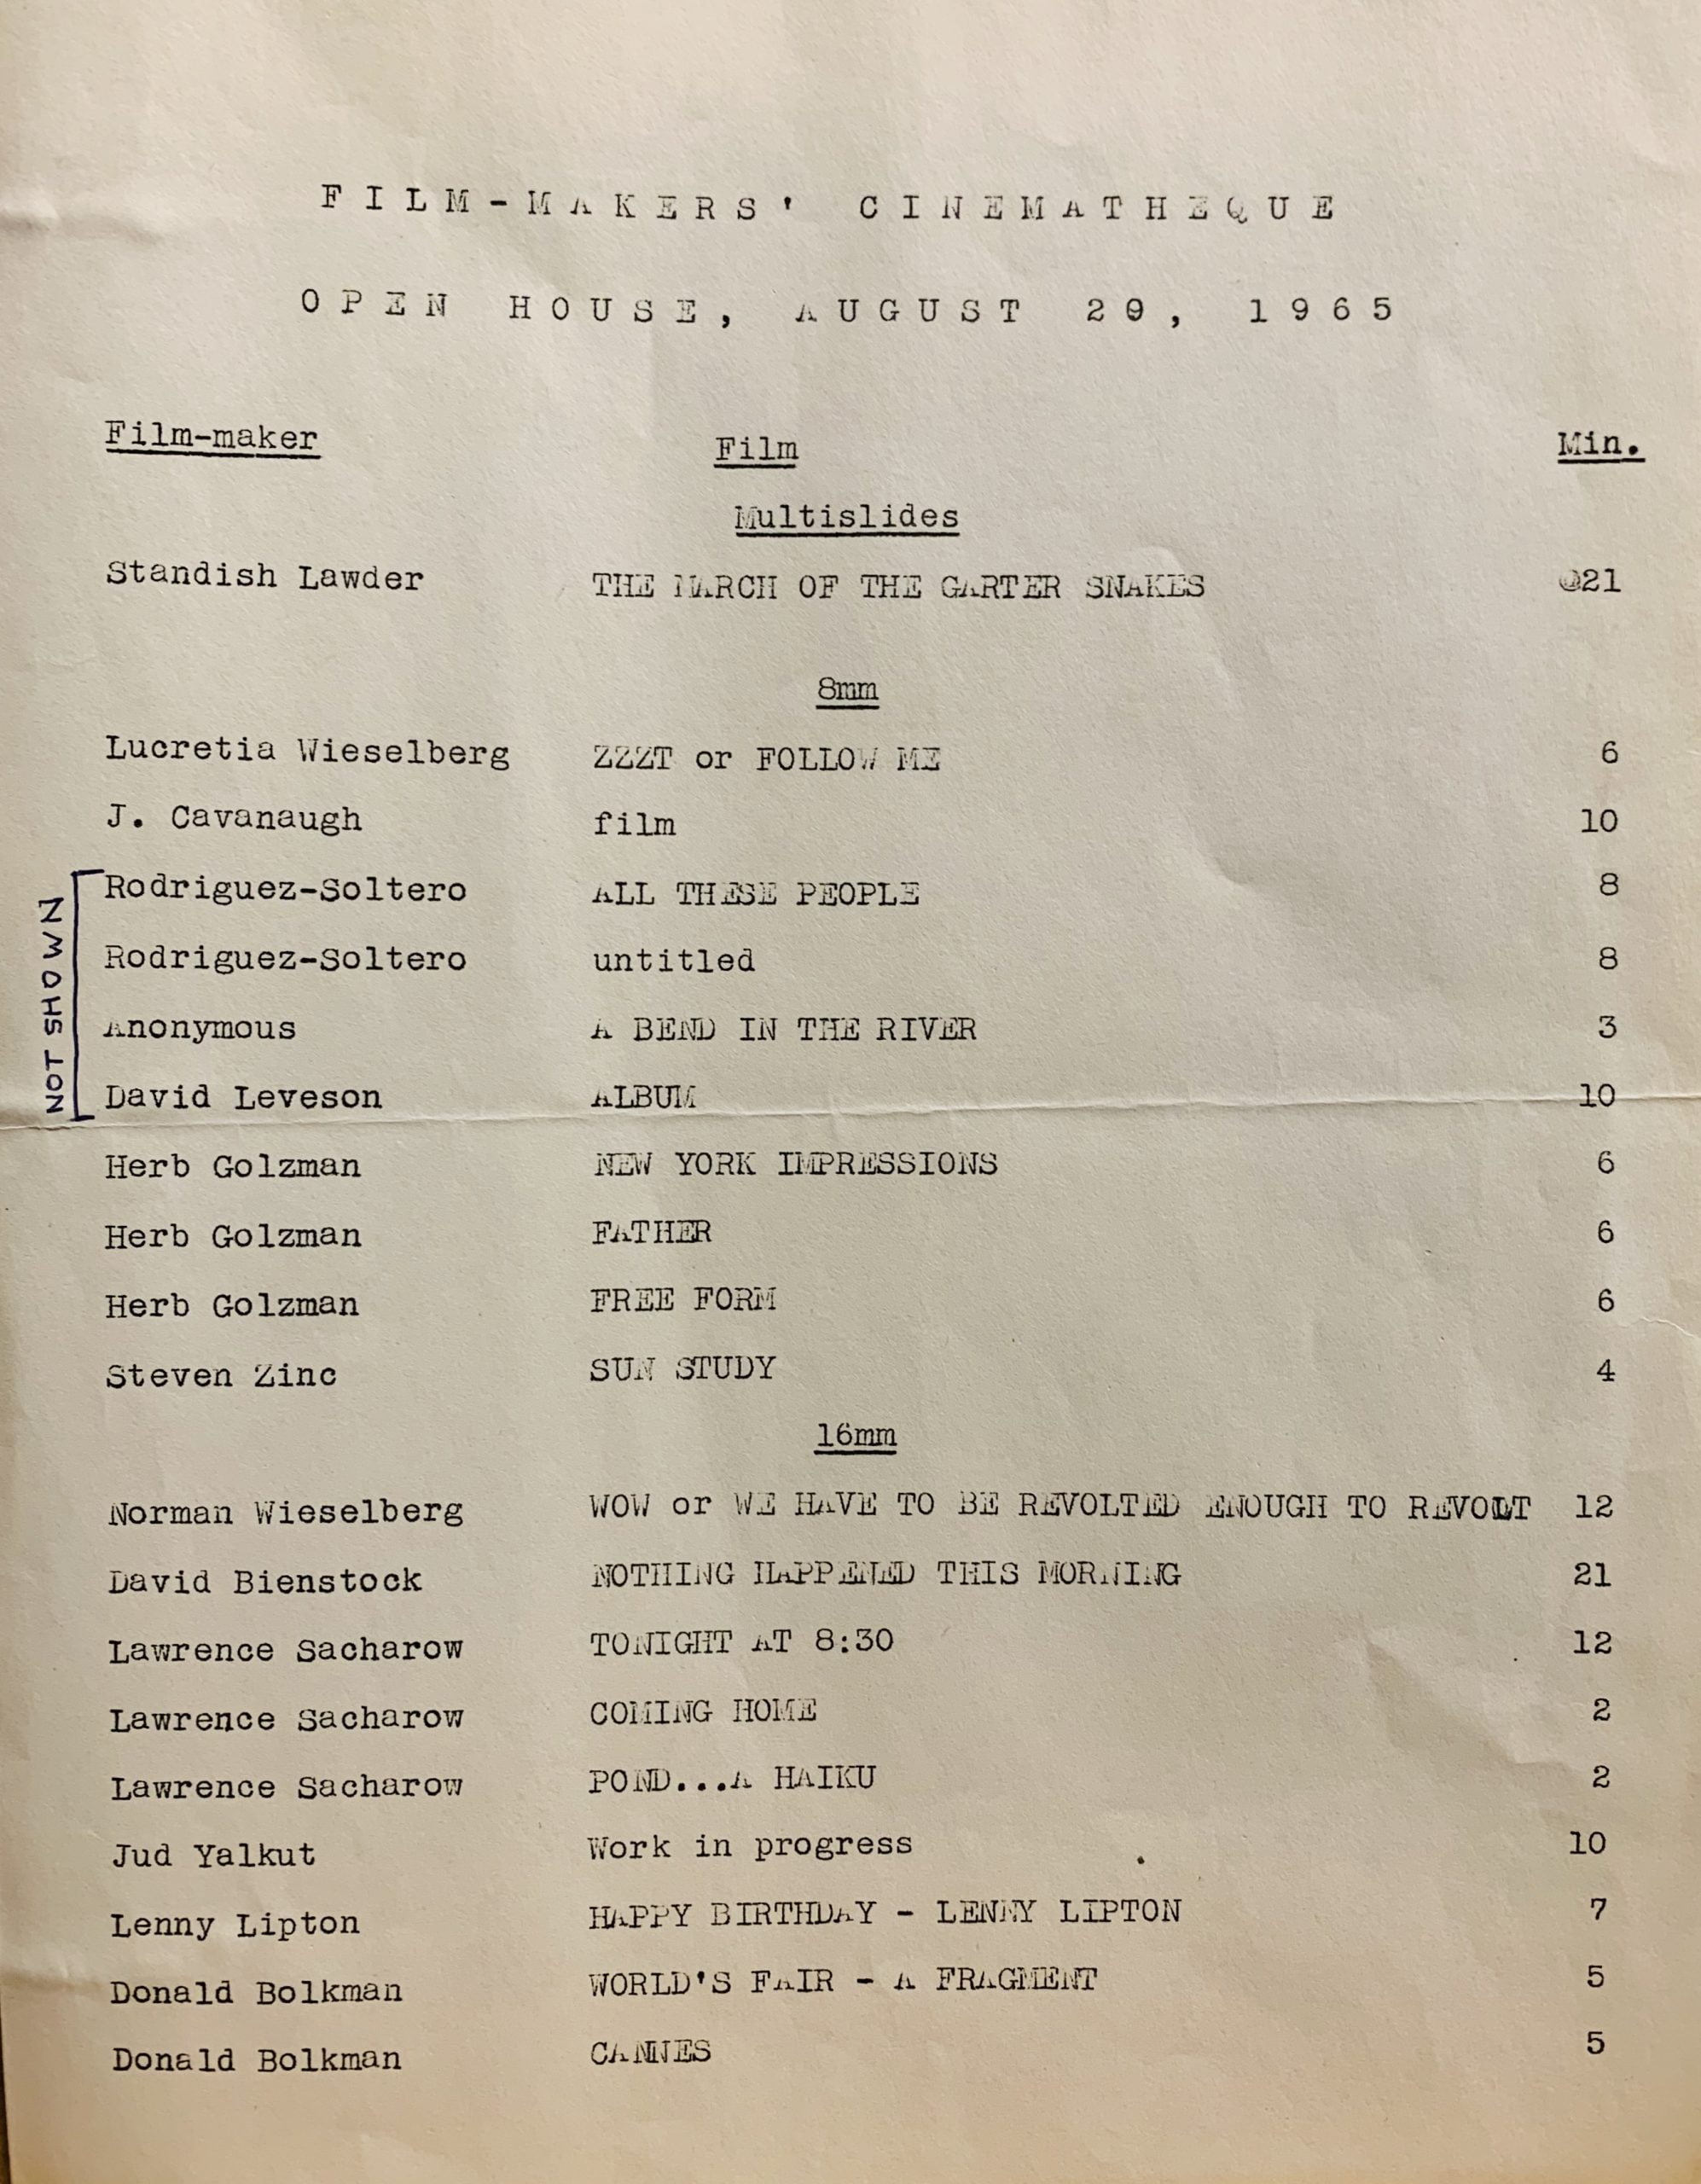 FILM-MAKERS' CINEMATHEQUE
OPEN HOUSE, AUGUST 29, 1965
Film-maker Film Min.
Multislides
Standish Lawder THE MARCH OF THE GARTER SNAKES 21
8mm
Lucretia Wieselberg ZZZT or FOLLOW ME 6
J. Cavanaugh film 10
NOT SHOWN
Rodriguez-Soltero ALL THESE PEOPLE 8
Rodriguez-Soltero untitled 8
Anonymous A BEND IN THE RIVER 3
David Leveson ALBUM 10
Herb Golzman NEW YORK IMPRESSIONS 6
Herb Golzman FATHER 6
Herb Golzman FREE FORM 6
Steven Zinc SUN STUDY 4
16mm
Norman Wieselberg WOW or WE HAVE TO BE REVOLTED ENOUGH TO REVOLT 12
David Bienstock NOTHING HAPPENED THIS MORNING 21
Lawrence Sacharow TONIGHT AT 8:30 12
Lawrence Sacharow COMING HOME 2
Lawrence Sacharow POND...A HAIKU 2
Jud Yalkut Work in progress 10
Lenny Lipton HAPPY BIRTHDAY - LENNY LIPTON 7
Donald Bolkman WORLD'S FAIR - A FRAGMENT 5
Donald Bolkman CANNES 5